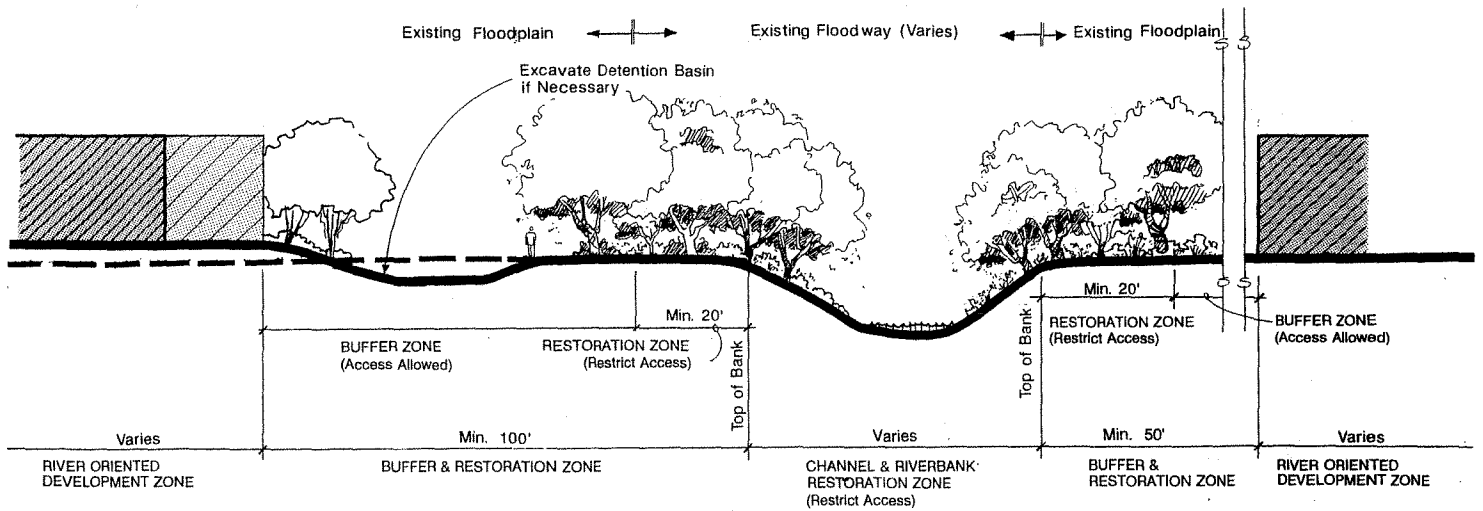 Existing Floodplain
Existing Floodway (Varies)
Existing Floodplain
Excavate Detention Basin
if Necessary
Min. 20'
Min. 20'
BUFFER ZONE
(Access Allowed)
RESTORATION ZONE
(Restrict Access)
Top of Bank
Top of Bank
RESTORATION ZONE
(Restrict Access)
BUFFER ZONE
(Access Allowed)
Varies
Min. 100'
Varies
Min. 50'
Varies
RIVER ORIENTED
DEVELOPMENT ZONE
BUFFER & RESTORATION ZONE
CHANNEL & RIVERBANK
RESTORATION ZONE
(Restrict Access)
BUFFER &
RESTORATION ZONE
RIVER ORIENTED
DEVELOPMENT ZONE